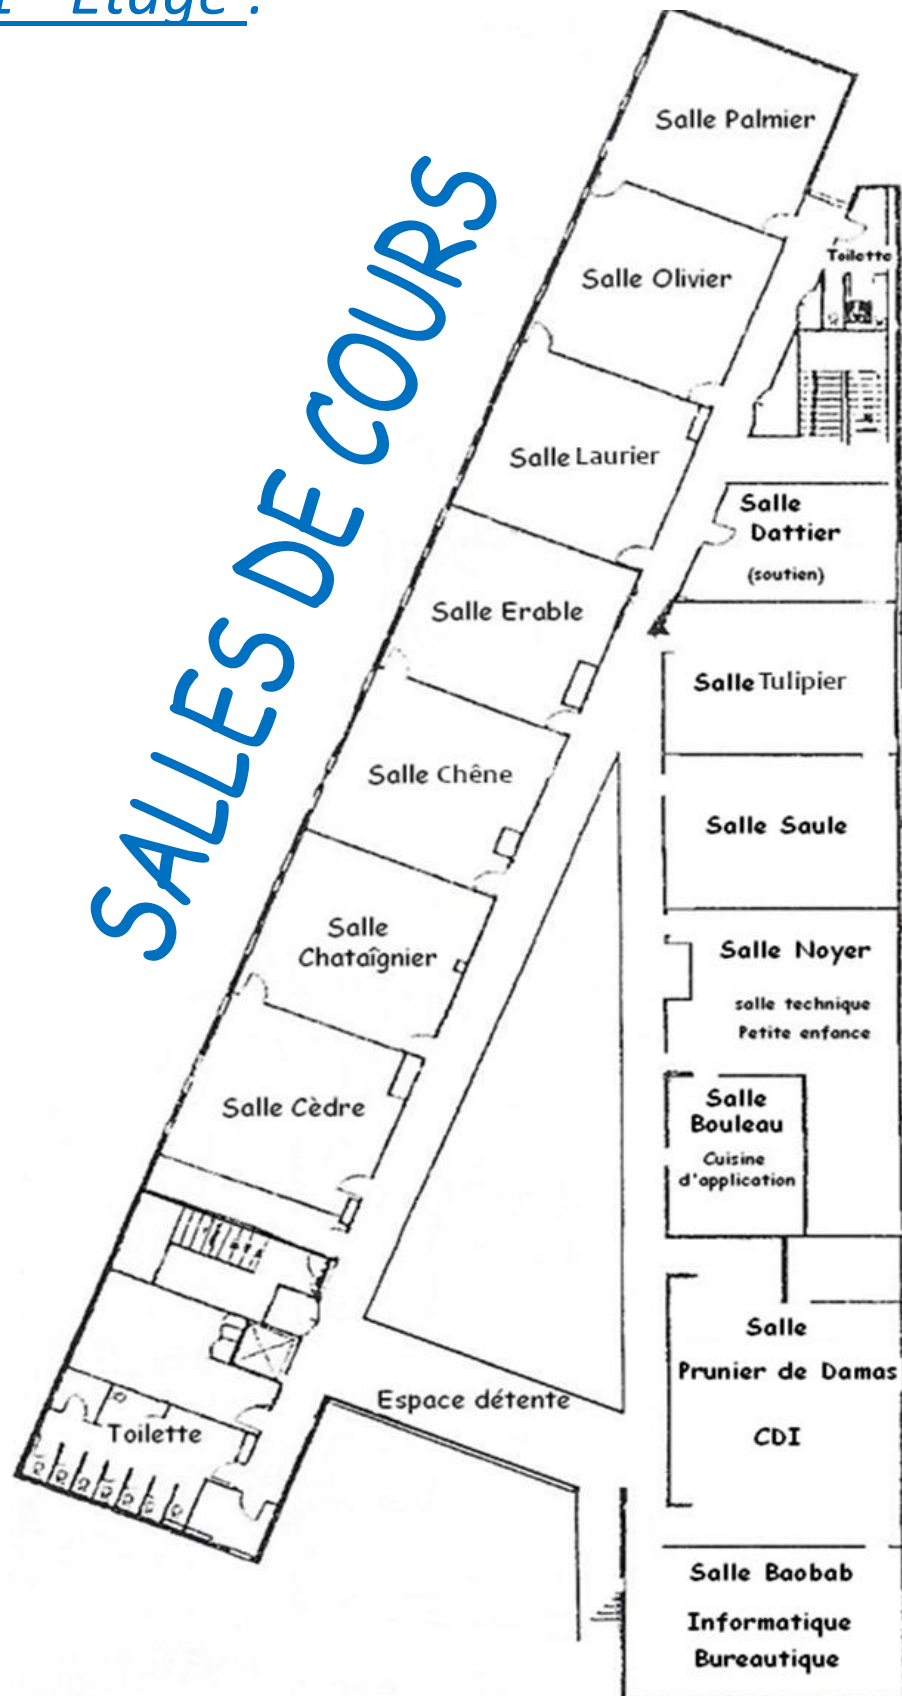 Etage :
SALLES DE COURS
Salle Palmier
Toilette
Salle Olivier
Salle Laurier
Salle
Dattier
(soutien)
Salle Erable
Salle Tulipier
Salle Chêne
Salle Saule
Salle
Chataîgnier
Salle Noyer
salle technique
Petite enfance
Salle Cèdre
Salle
Bouleau
Cuisine
d'application
Salle
Prunier de Damas
CDI
Espace détente
Toilette
Salle Baobab
Informatique
Bureautique